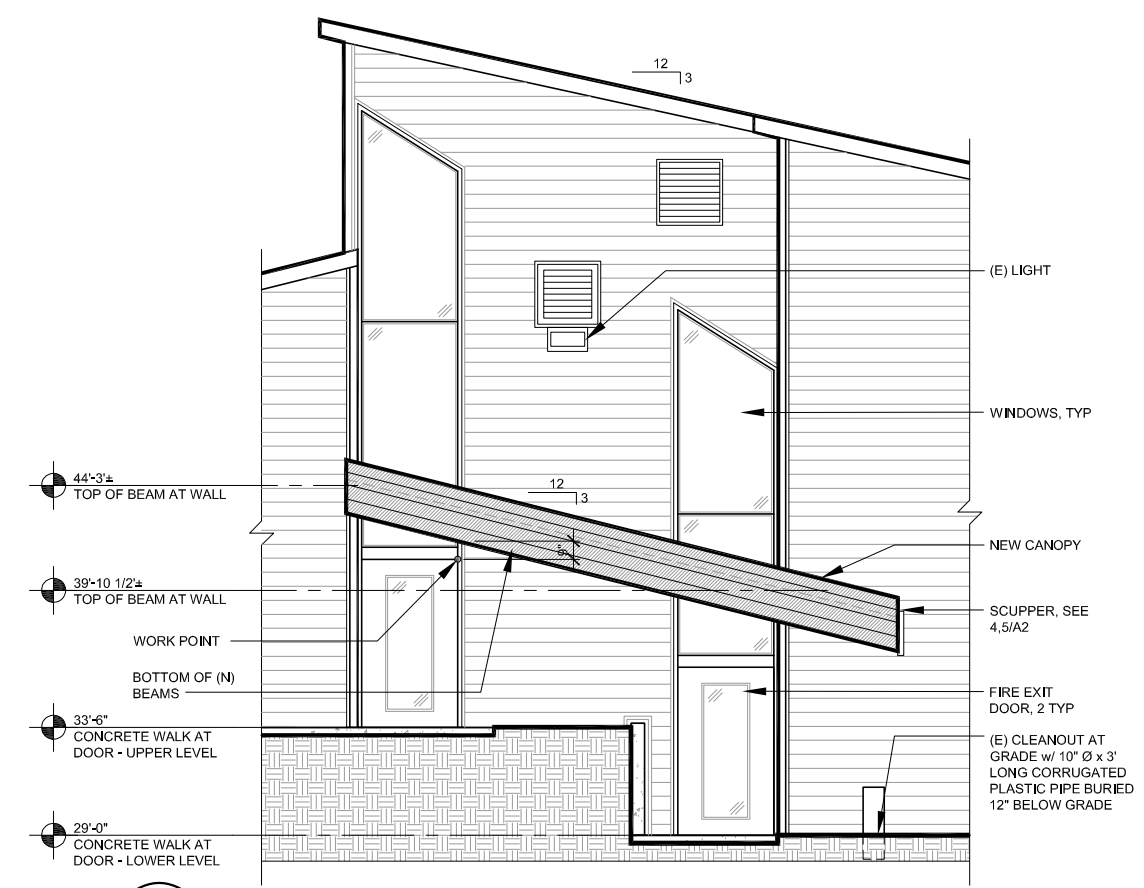 12
3
(E) LIGHT
WINDOWS, TYP
44'-3"±
TOP OF BEAM AT WALL
12
3
9"
NEW CANOPY
39'-10 1/2"±
TOP OF BEAM AT WALL
SCUPPER, SEE
4,5/A2
WORK POINT
BOTTOM OF (N)
BEAMS
FIRE EXIT
DOOR, 2 TYP
33'-6"
CONCRETE WALK AT
DOOR - UPPER LEVEL
(E) CLEANOUT AT
GRADE w/ 10" Ø x 3'
LONG CORRUGATED
PLASTIC PIPE BURIED
12" BELOW GRADE
29'-0"
CONCRETE WALK AT
DOOR - LOWER LEVEL